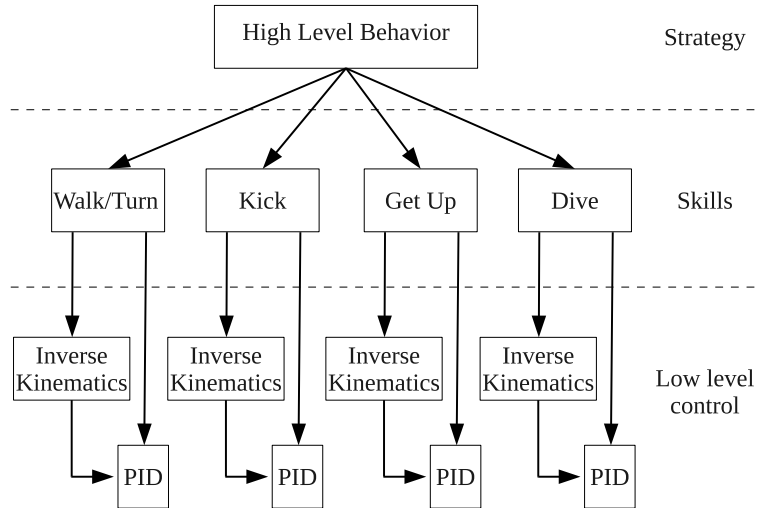 High Level Behavior
Strategy
Walk/Turn
Kick
Get Up
Dive
Skills
Inverse
Kinematics
Inverse
Kinematics
Inverse
Kinematics
Inverse
Kinematics
Low level
control
PID
PID
PID
PID